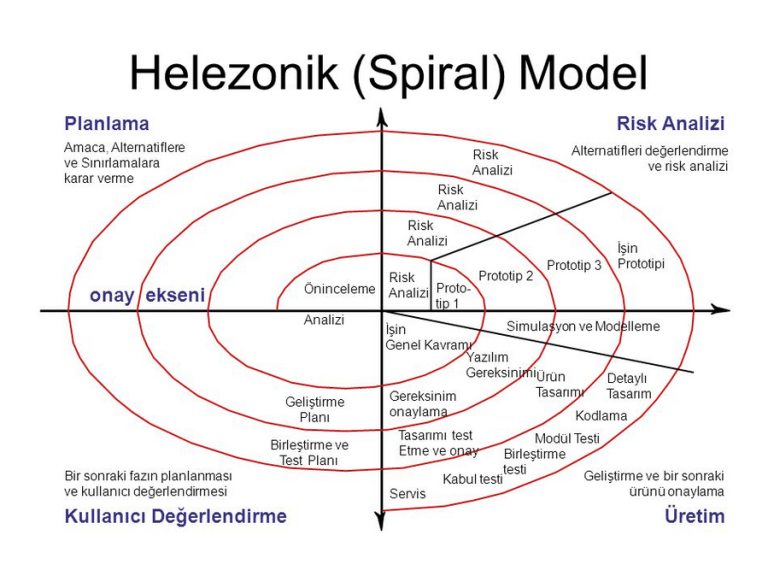 Helezonik (Spiral) Model
Planlama
Amaca, Alternatiflere
ve Sınırlamalara
karar verme
Risk Analizi
Alternatifleri değerlendirme
ve risk analizi
Risk
Analizi
Risk
Analizi
Risk
Analizi
Risk
Analizi
Proto-
tip 1
Prototip 2
Prototip 3
İşin
Prototipi
Öninceleme
onay ekseni
Analizi
Simulasyon ve Modelleme
İşin
Genel Kavramı
Yazılım
Gereksinimi
Ürün
Tasarımı
Detaylı
Tasarım
Geliştirme
Planı
Gereksinim
onaylama
Kodlama
Birleştirme ve
Test Planı
Tasarımı test
Etme ve onay
Modül Testi
Birleştirme
testi
Kabul testi
Servis
Bir sonraki fazın planlanması
ve kullanıcı değerlendirmesi
Kullanıcı Değerlendirme
Geliştirme ve bir sonraki
ürünü onaylama
Üretim